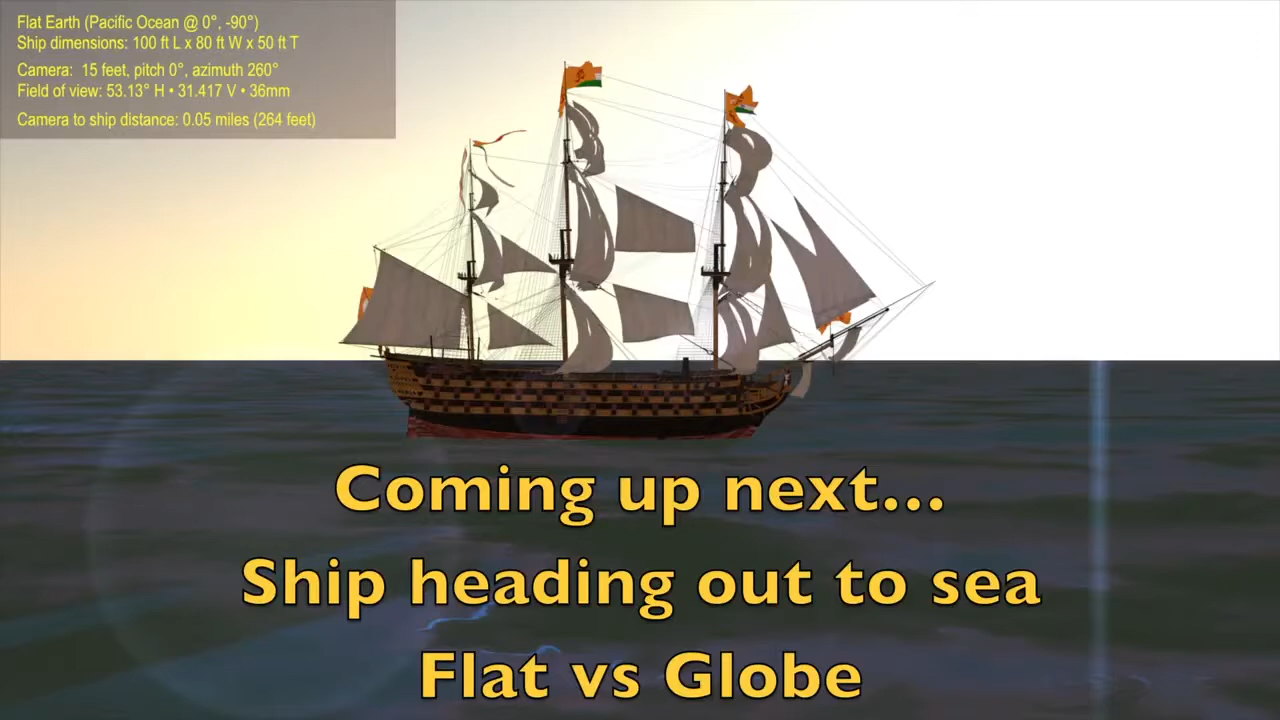 Flat Earth (Pacific Ocean @ 0°, -90°)
Ship dimensions: 100 ft L x 80 ft W x 50 ft T
Camera:  15 feet, pitch 0°, azimuth 260°
Field of view: 53.13° H • 31.417 V • 36mm
Camera to ship distance: 0.05 miles (264 feet)
Coming up next...
Ship heading out to sea
Flat vs Globe